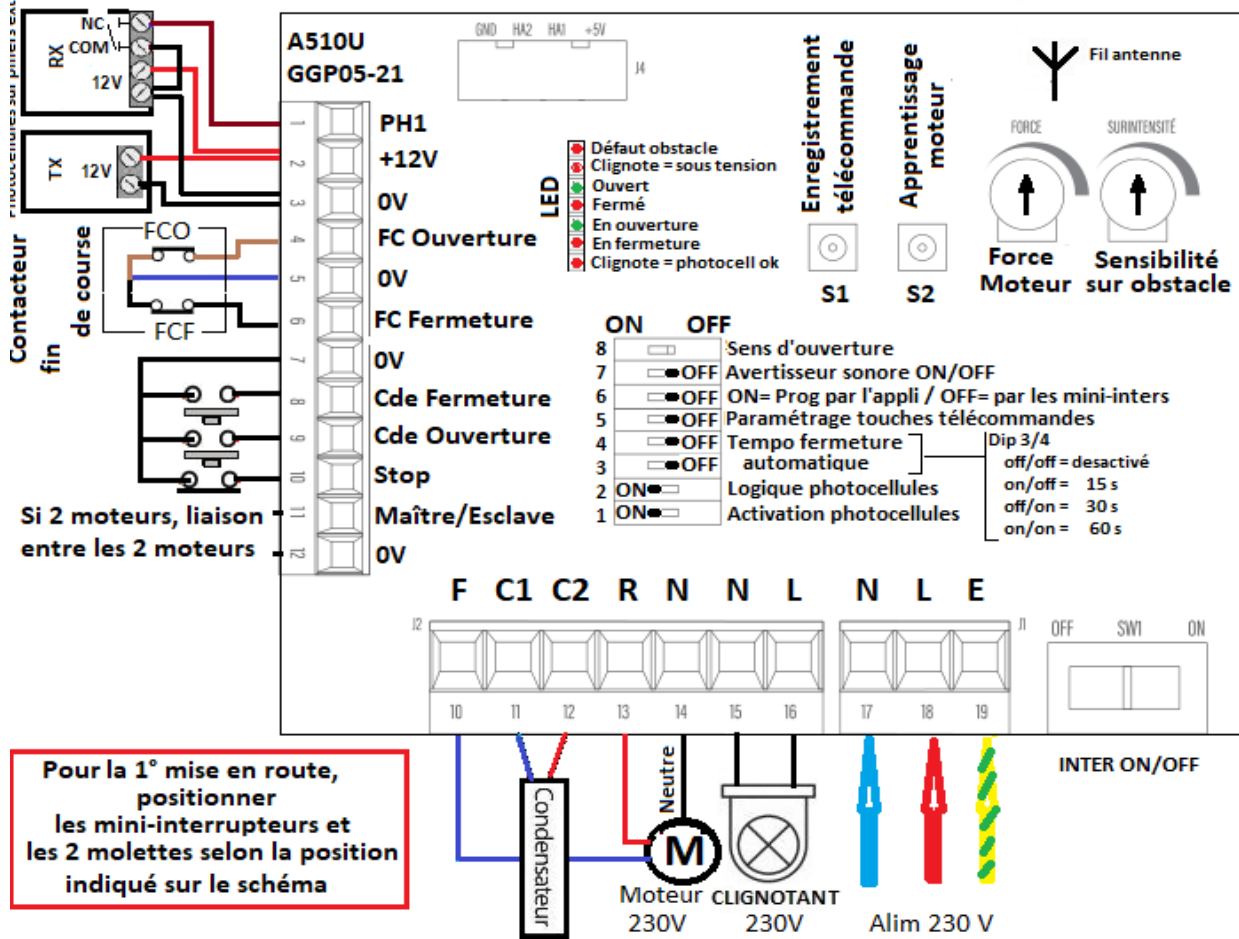 Photocellules sur piliers ext
RX
NC
COM
12V
TX
12V
Contacteur
fin
de course
FCO
FCF
A510U
GGP05-21
GND HA2 HA1 +5V
J4
1 PH1
2 +12V
3 0V
4 FC Ouverture
5 0V
6 FC Fermeture
7 0V
8 Cde Fermeture
9 Cde Ouverture
10 Stop
11 Maître/Esclave
12 0V
Si 2 moteurs, liaison
entre les 2 moteurs
LED
Défaut obstacle
Clignote = sous tension
Ouvert
Fermé
En ouverture
En fermeture
Clignote = photocell ok
Enregistrement
télécommande
S1
Apprentissage
moteur
S2
Fil antenne
FORCE
SURINTENSITÉ
Force
Moteur
Sensibilité
sur obstacle
ON OFF
8 Sens d'ouverture
7 OFF Avertisseur sonore ON/OFF
6 OFF ON= Prog par l'appli / OFF= par les mini-inters
5 OFF Paramétrage touches télécommandes
4 OFF Tempo fermeture
3 OFF automatique
2 ON Logique photocellules
1 ON Activation photocellules
Dip 3/4
off/off = desactivé
on/off = 15 s
off/on = 30 s
on/on = 60 s
F C1 C2 R N N L N L E
J2
J1
10 11 12 13 14 15 16 17 18 19
OFF SW1 ON
INTER ON/OFF
Pour la 1° mise en route,
positionner
les mini-interrupteurs et
les 2 molettes selon la position
indiqué sur le schéma
Condensateur
Neutre
M
Moteur
230V
CLIGNOTANT
230V
Alim 230 V